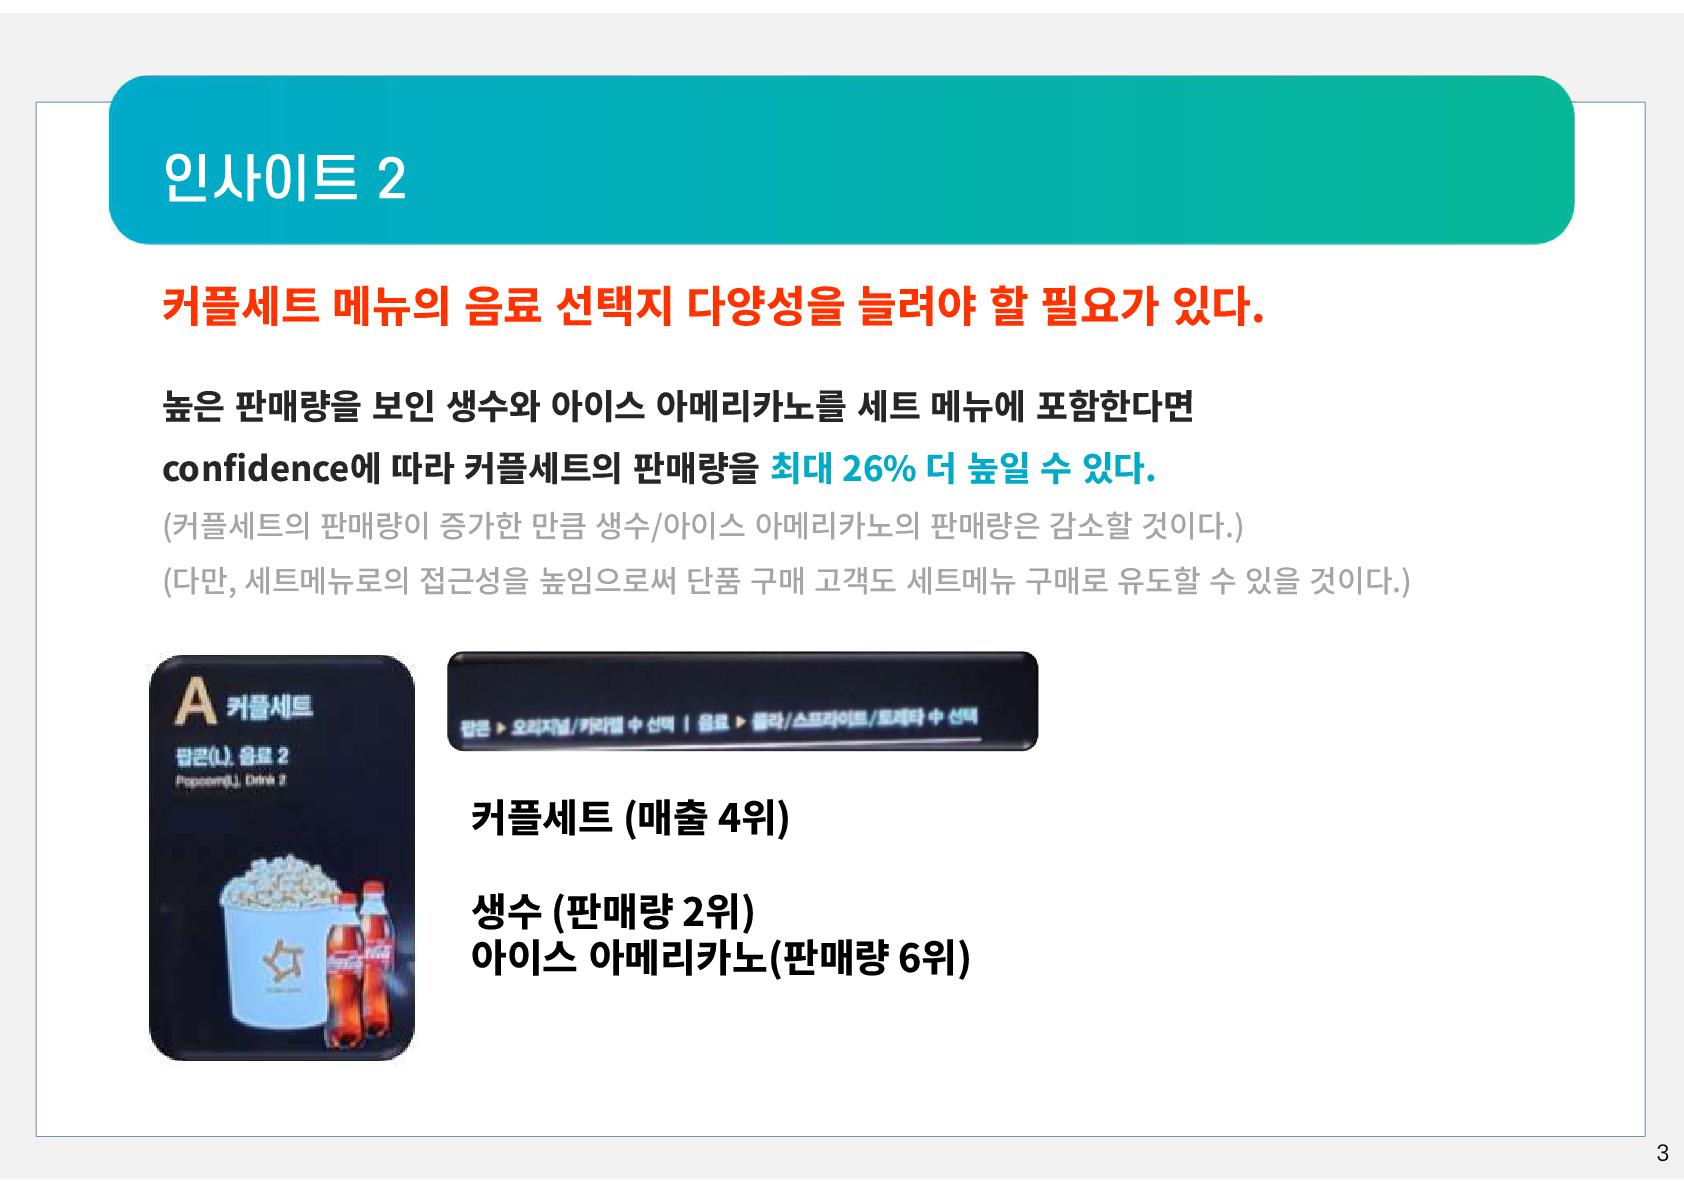 인사이트 2
커플세트 메뉴의 음료 선택지 다양성을 늘려야 할 필요가 있다.
높은 판매량을 보인 생수와 아이스 아메리카노를 세트 메뉴에 포함한다면
confidence에 따라 커플세트의 판매량을 최대 26% 더 높일 수 있다.
(커플세트의 판매량이 증가한 만큼 생수/아이스 아메리카노의 판매량은 감소할 것이다.)
(다만, 세트메뉴로의 접근성을 높임으로써 단품 구매 고객도 세트메뉴 구매로 유도할 수 있을 것이다.)
A 커플세트
팝콘(L), 음료 2
Popcorn(L), Drink 2
팝콘 ▶ 오리지널/카라멜 中 선택 | 음료 ▶ 콜라/스프라이트/토레타 中 선택
커플세트 (매출 4위)
생수 (판매량 2위)
아이스 아메리카노(판매량 6위)
3